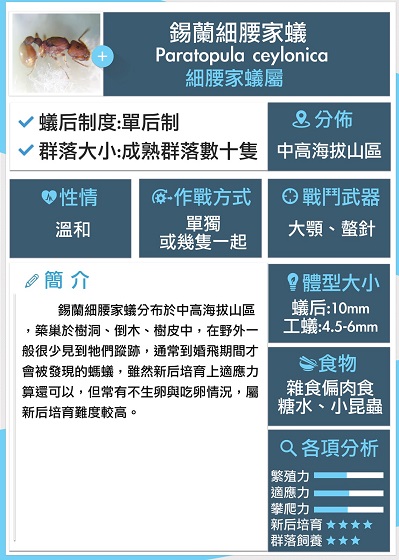 錫蘭細腰家蟻
Paratopula ceylonica
細腰家蟻屬
蟻后制度:單后制
群落大小:成熟群落數十隻
分佈
中高海拔山區
性情
溫和
作戰方式
單獨
或幾隻一起
戰鬥武器
大顎、螫針
簡介
錫蘭細腰家蟻分布於中高海拔山區
，築巢於樹洞、倒木、樹皮中，在野外一
般很少見到牠們蹤跡，通常到婚飛期間才
會被發現的螞蟻，雖然新后培育上適應力
算還可以，但常有不生卵與吃卵情況，屬
新后培育難度較高。
體型大小
蟻后:10mm
工蟻:4.5-6mm
食物
雜食偏肉食
糖水、小昆蟲
各項分析
繁殖力
適應力
攀爬力
新后培育★★★★
群落飼養★★★